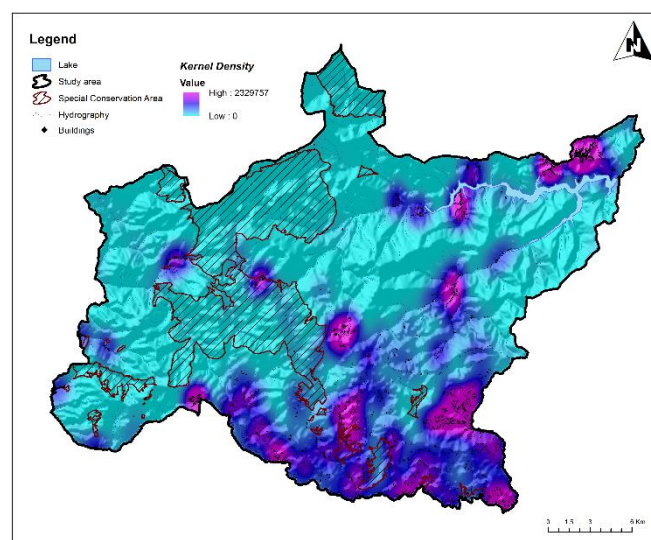 Legend
Lake
Study area
Special Conservation Area
Hydrography
Buildings
Kernel Density
Value
High : 2329757
Low : 0
N
0 1.5 3 6 Km